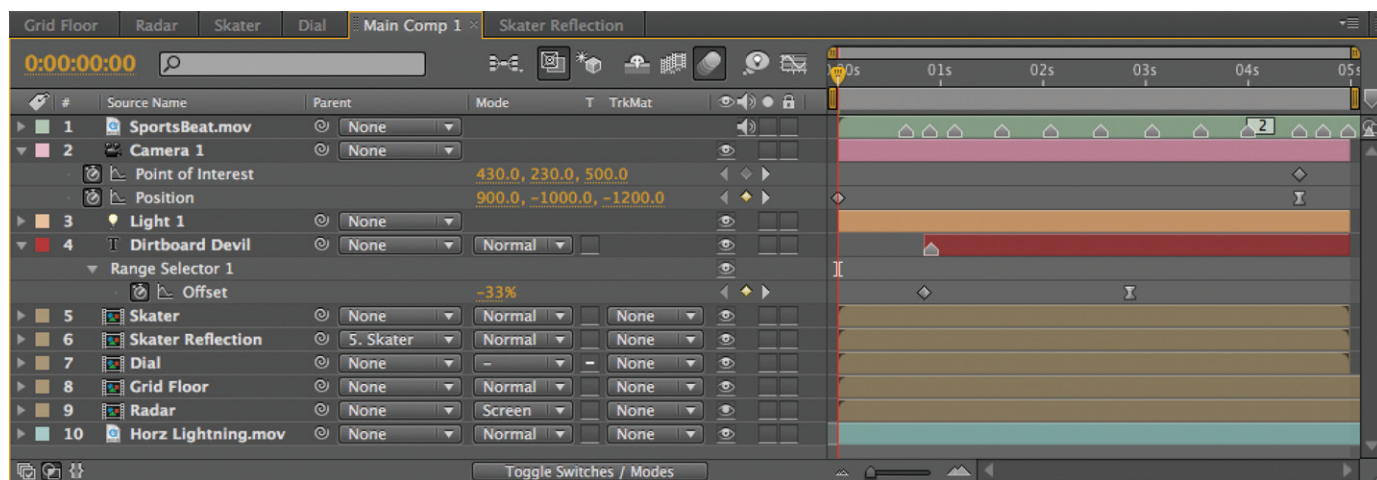 Grid Floor Radar Skater Dial Main Comp 1 × Skater Reflection
0:00:00:00
01s 02s 03s 04s
# Source Name Parent Mode T TrkMat
1 SportsBeat.mov None 2
2 Camera 1 None
Point of Interest 430.0, 230.0, 500.0
Position 900.0, -1000.0, -1200.0
3 Light 1 None
4 T Dirtboard Devil None Normal
Range Selector 1
Offset -33%
5 Skater None Normal None
6 Skater Reflection 5. Skater Normal None
7 Dial None – None
8 Grid Floor None Normal None
9 Radar None Screen None
10 Horz Lightning.mov None Normal None
Toggle Switches / Modes